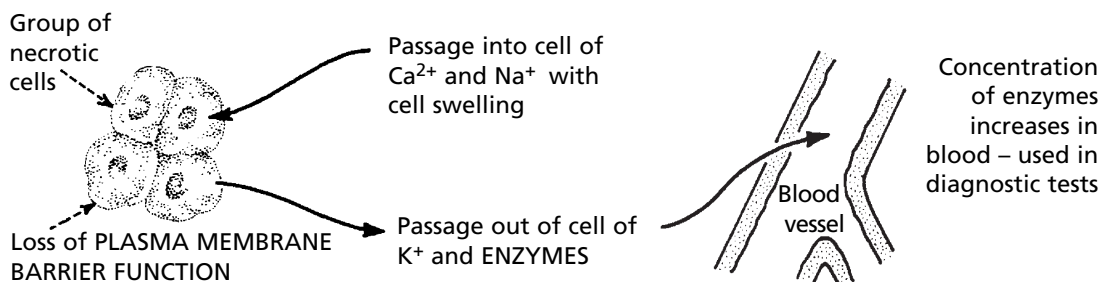 Group of
necrotic
cells
Passage into cell of
Ca²⁺ and Na⁺ with
cell swelling
Loss of PLASMA MEMBRANE
BARRIER FUNCTION
Passage out of cell of
K⁺ and ENZYMES
Blood
vessel
Concentration
of enzymes
increases in
blood – used in
diagnostic tests